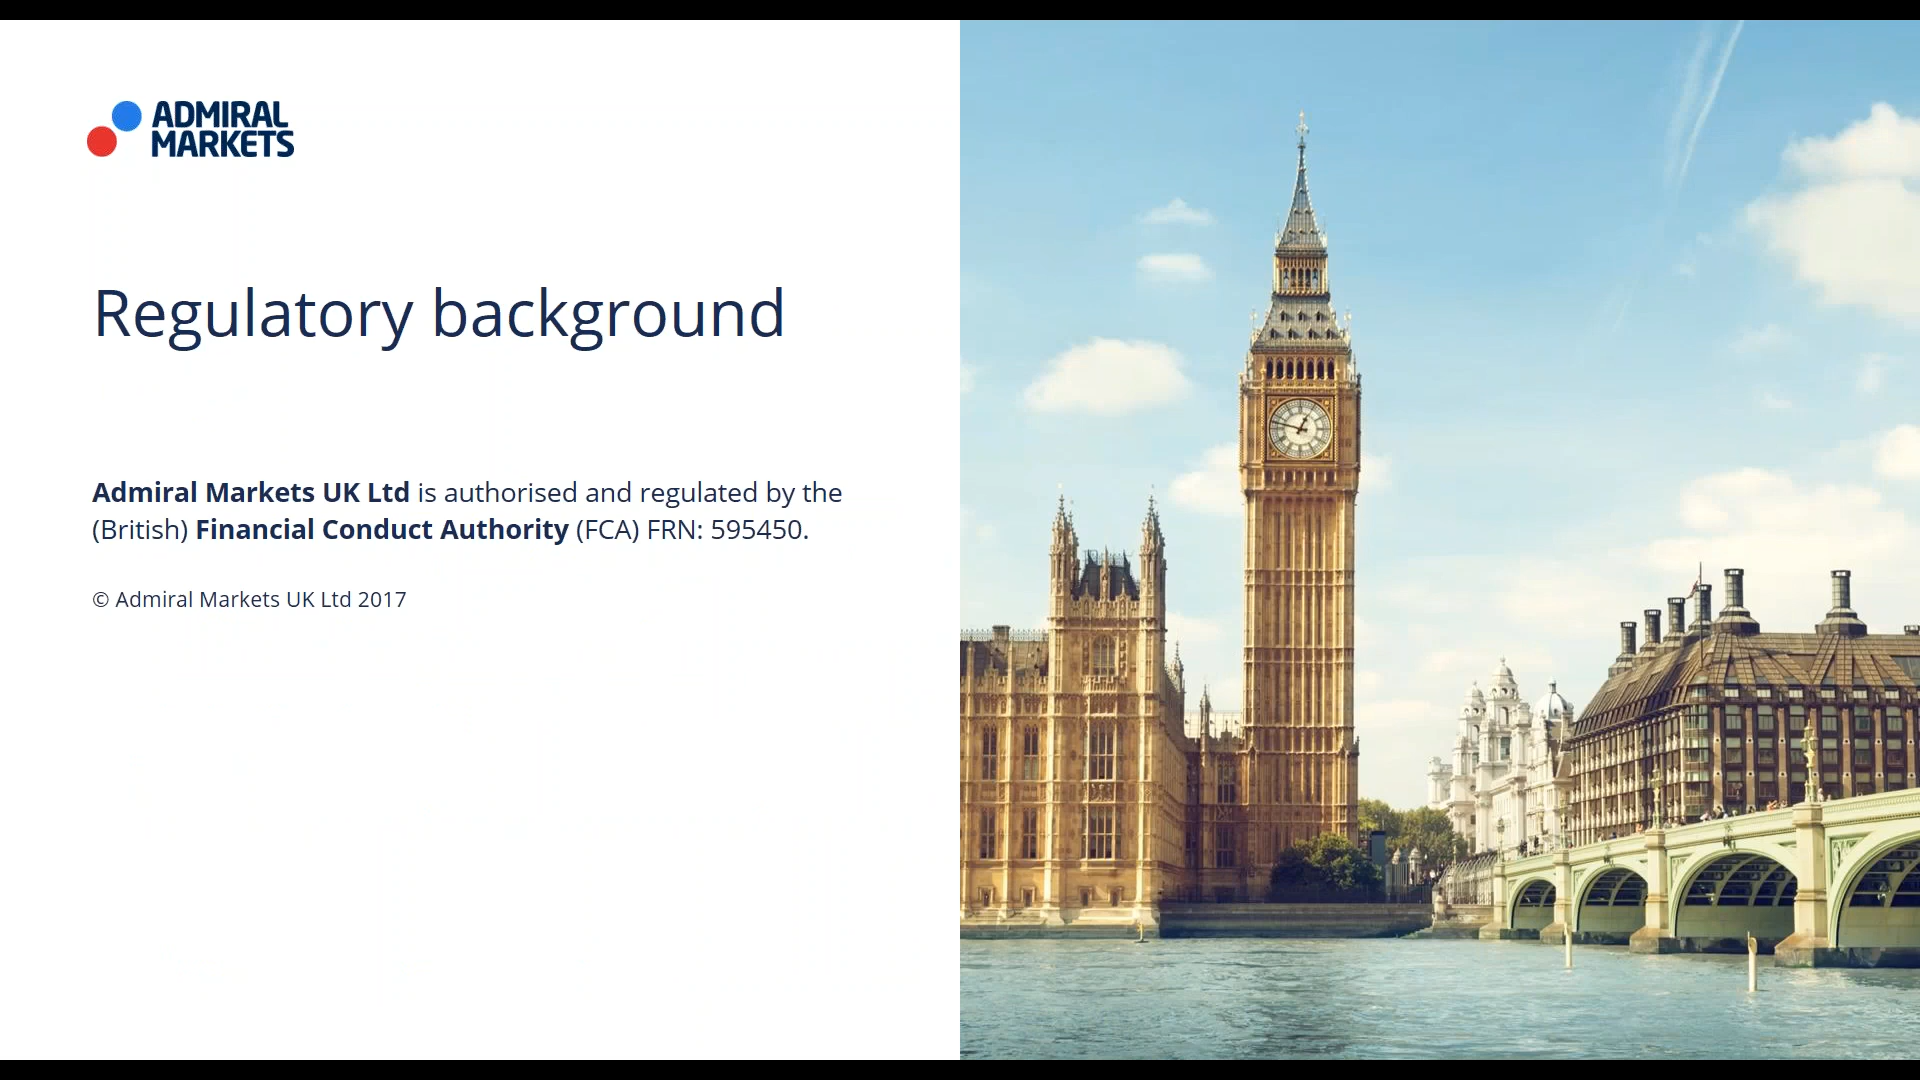 ADMIRAL
MARKETS
Regulatory background
Admiral Markets UK Ltd is authorised and regulated by the
(British) Financial Conduct Authority (FCA) FRN: 595450.
© Admiral Markets UK Ltd 2017